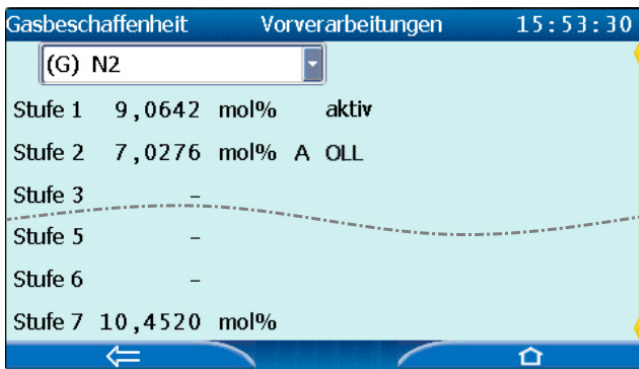 Gasbeschaffenheit Vorverarbeitungen 15:53:30
(G) N2
Stufe 1 9,0642 mol% aktiv
Stufe 2 7,0276 mol% A OLL
Stufe 3 –
Stufe 5 –
Stufe 6 –
Stufe 7 10,4520 mol%